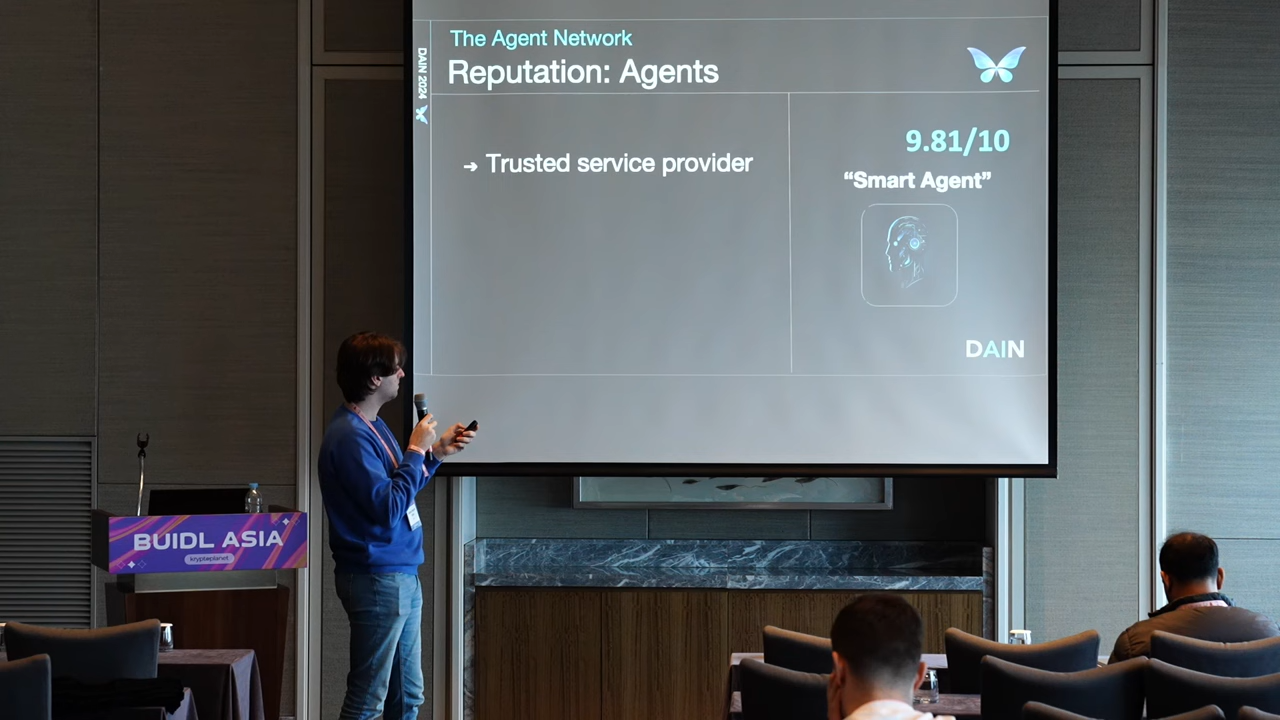 The Agent Network
Reputation: Agents
DAIN 2024
➔ Trusted service provider
9.81/10
“Smart Agent”
DAIN
BUIDL ASIA
kryptoplanet